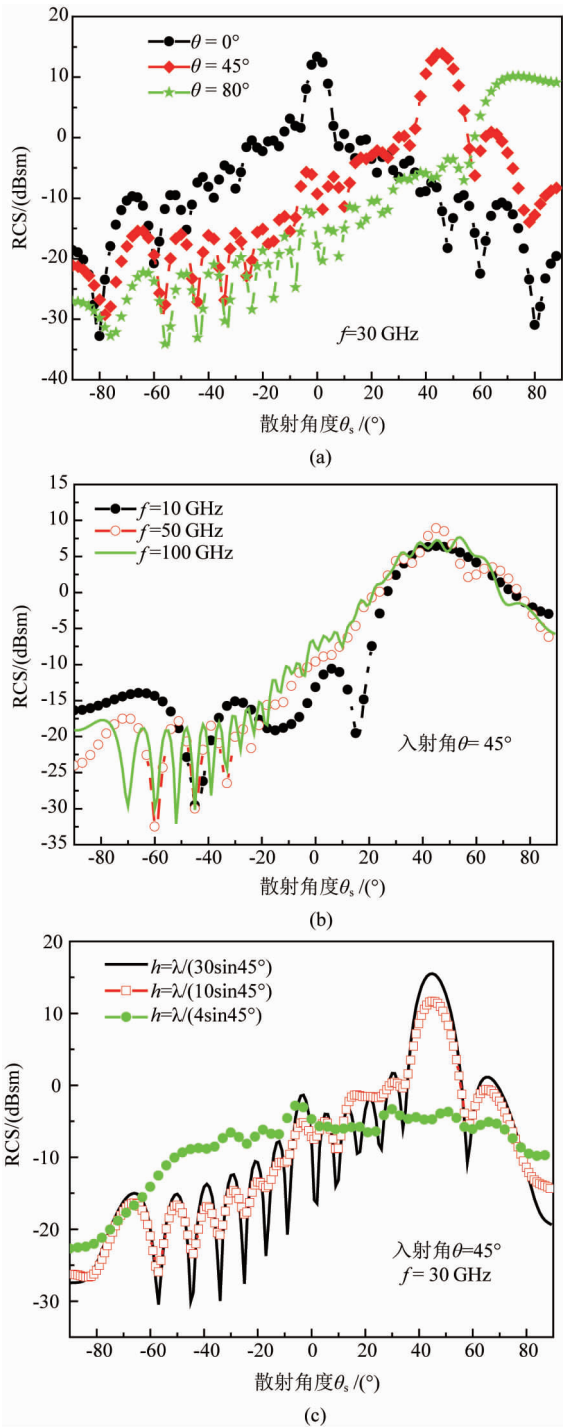 20
10
0
-10
-20
-30
-40
RCS/(dBsm)
θ = 0°
θ = 45°
θ = 80°
f=30 GHz
-80 -60 -40 -20 0 20 40 60 80
散射角度θs /(°)
(a)
15
10
5
0
-5
-10
-15
-20
-25
-30
-35
RCS/(dBsm)
f=10 GHz
f=50 GHz
f=100 GHz
入射角θ= 45°
-80 -60 -40 -20 0 20 40 60 80
散射角度θs /(°)
(b)
20
10
0
-10
-20
-30
RCS/(dBsm)
h=λ/(30sin45°)
h=λ/(10sin45°)
h=λ/(4sin45°)
入射角θ=45°
f = 30 GHz
-80 -60 -40 -20 0 20 40 60 80
散射角度θs /(°)
(c)